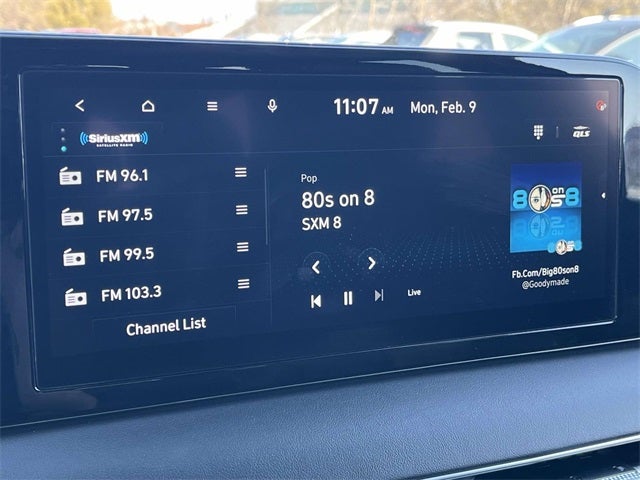 11:07 AM Mon, Feb. 9
SiriusXM
SATELLITE RADIO
QLS
FM 96.1
FM 97.5
FM 99.5
FM 103.3
Channel List
Pop
80s on 8
SXM 8
Live
80s on 8
Fb.Com/Big80son8
@Goodymade